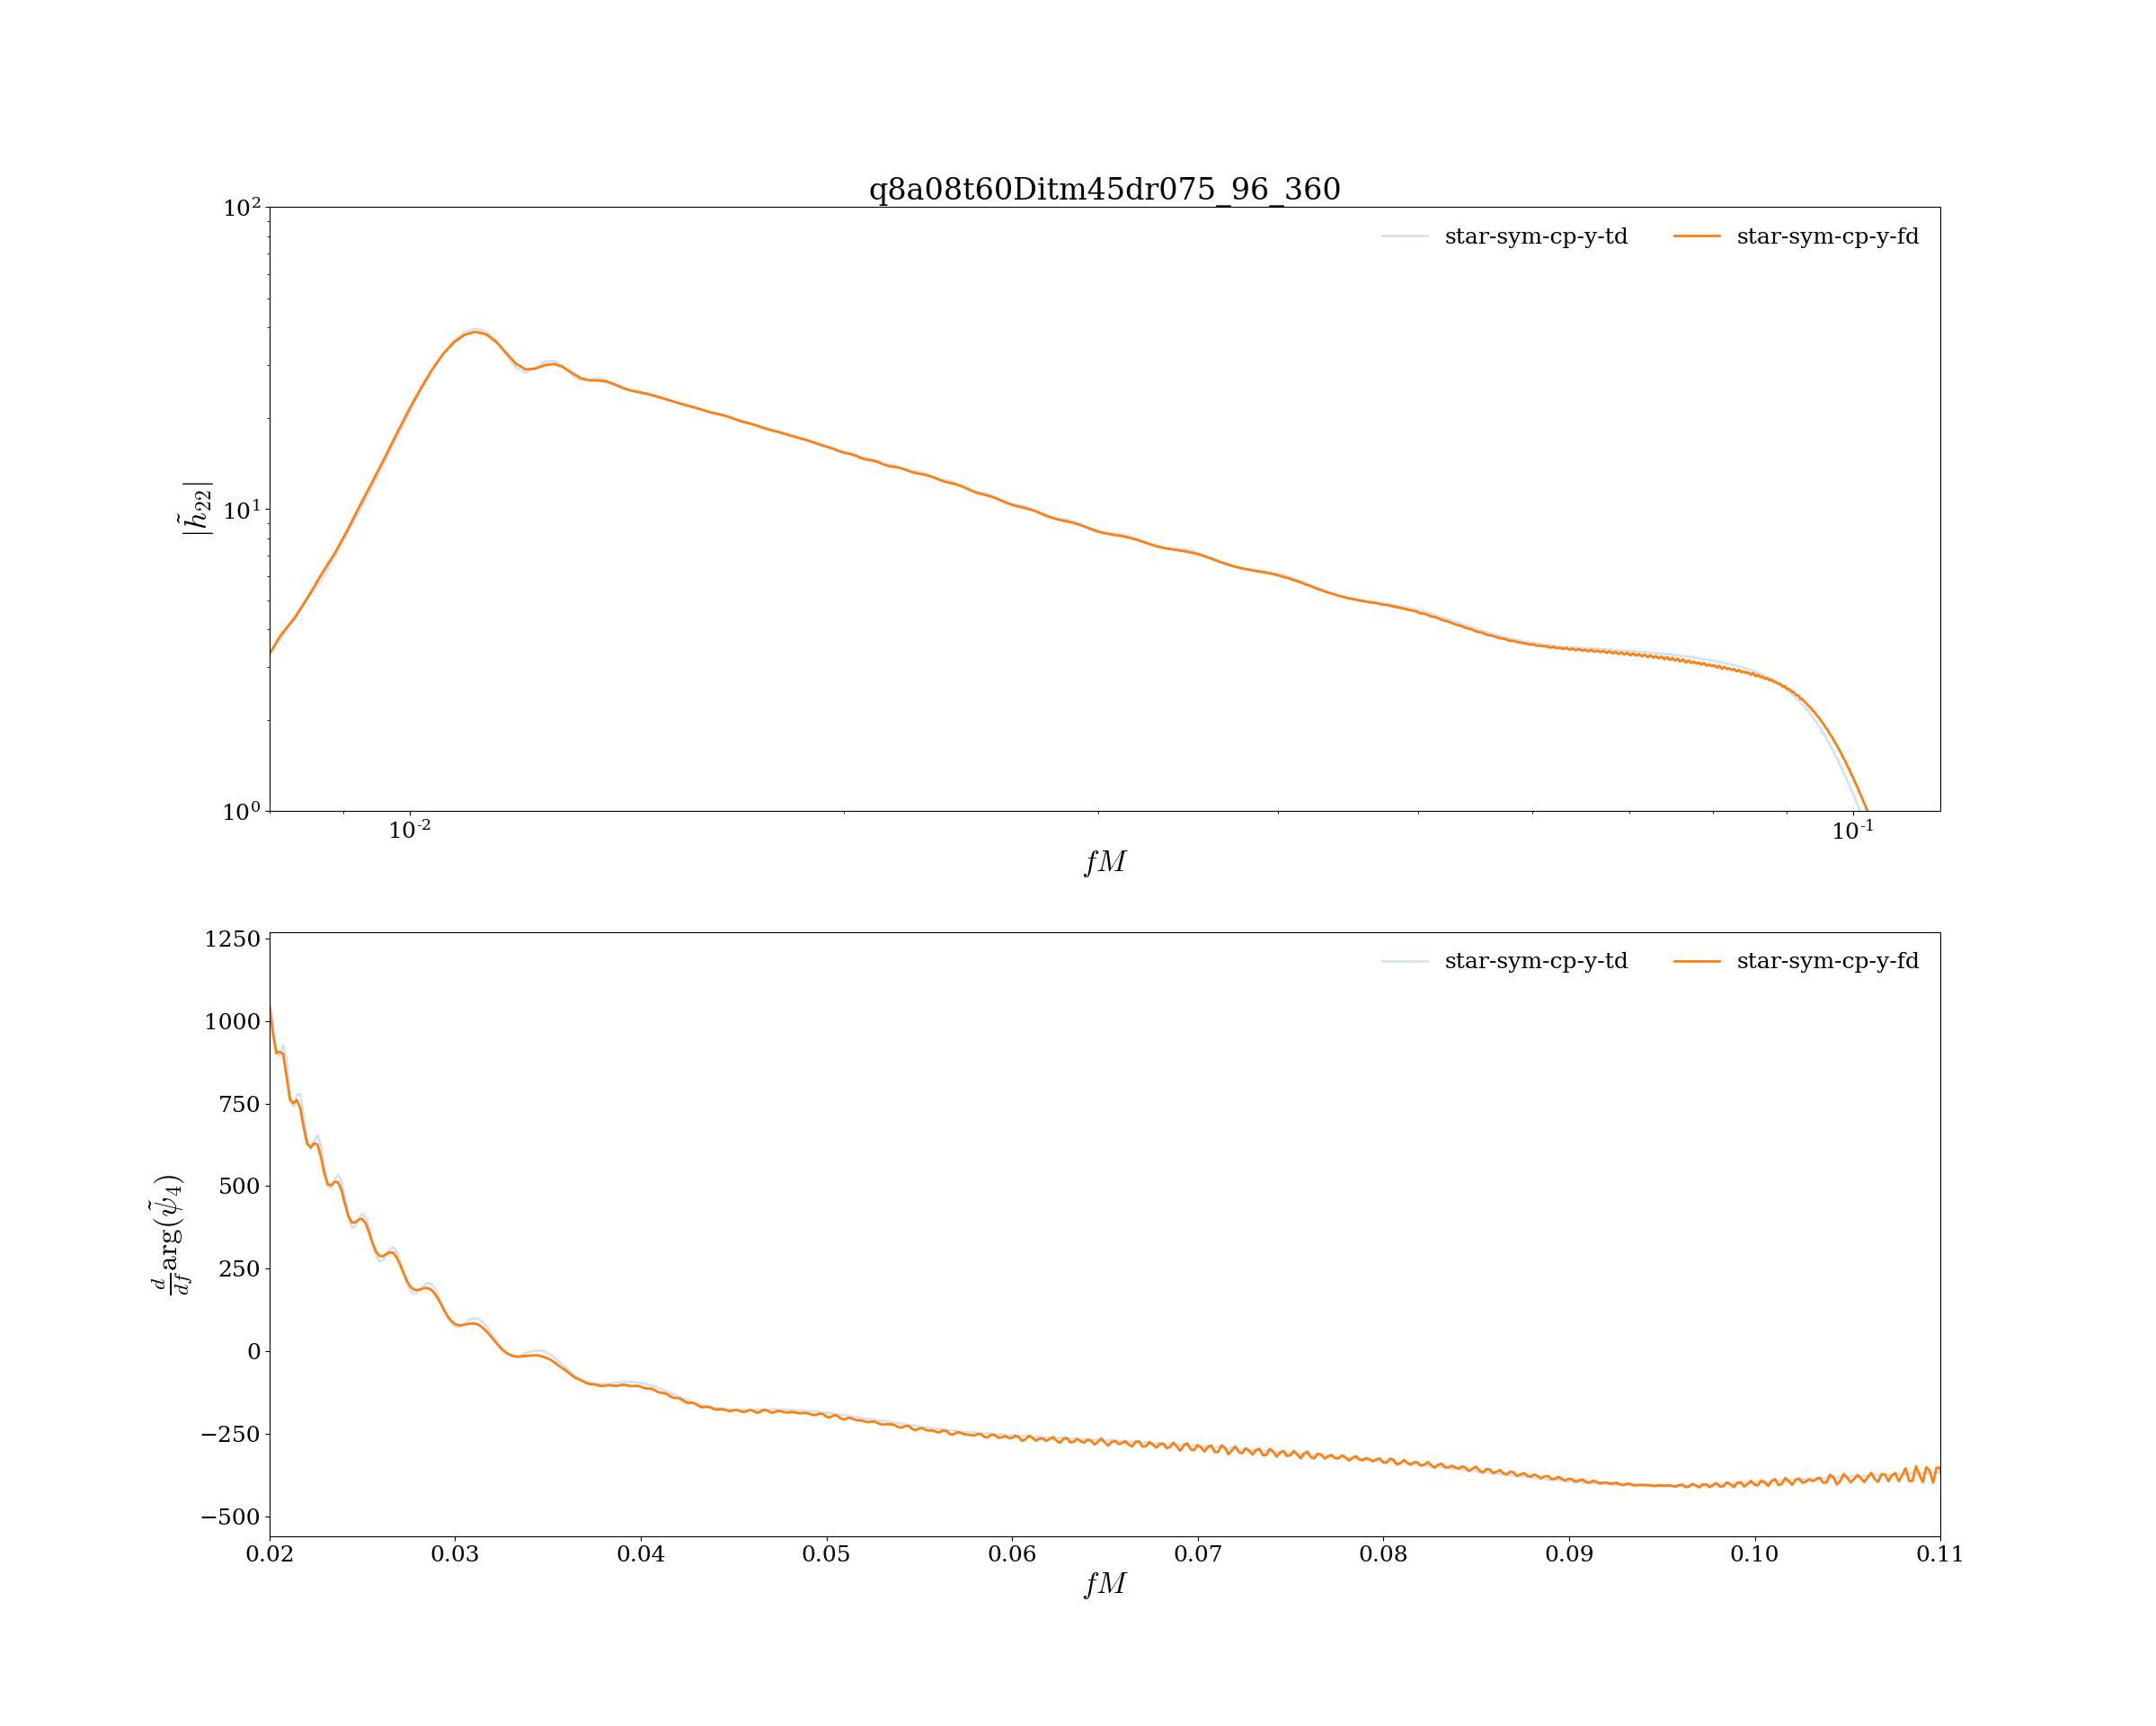 q8a08t60Ditm45dr075_96_360
star-sym-cp-y-td star-sym-cp-y-fd
10²
10¹
10⁰
|h̃₂₂|
10⁻² 10⁻¹
fM
star-sym-cp-y-td star-sym-cp-y-fd
1250
1000
750
500
250
0
−250
−500
d/df arg(ψ̃₄)
0.02 0.03 0.04 0.05 0.06 0.07 0.08 0.09 0.10 0.11
fM